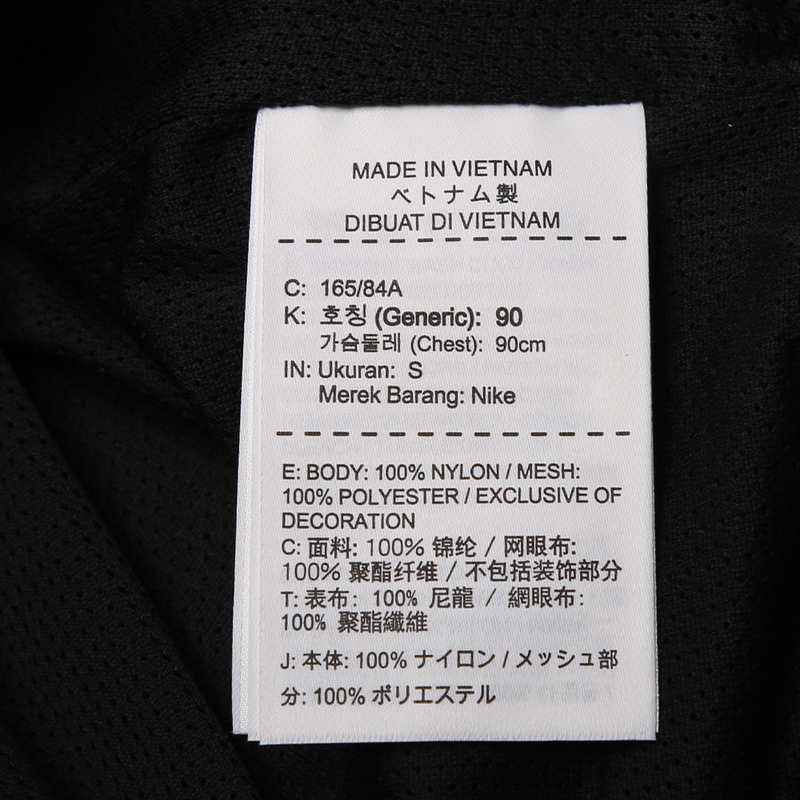 MADE IN VIETNAM
ベトナム製
DIBUAT DI VIETNAM
C: 165/84A
K: 호칭 (Generic): 90
가슴둘레 (Chest): 90cm
IN: Ukuran: S
Merek Barang: Nike
E: BODY: 100% NYLON / MESH:
100% POLYESTER / EXCLUSIVE OF
DECORATION
C: 面料: 100% 锦纶 / 网眼布:
100% 聚酯纤维 / 不包括装饰部分
T: 表布: 100% 尼龍 / 網眼布:
100% 聚酯纖維
J: 本体: 100% ナイロン / メッシュ部
分: 100% ポリエステル